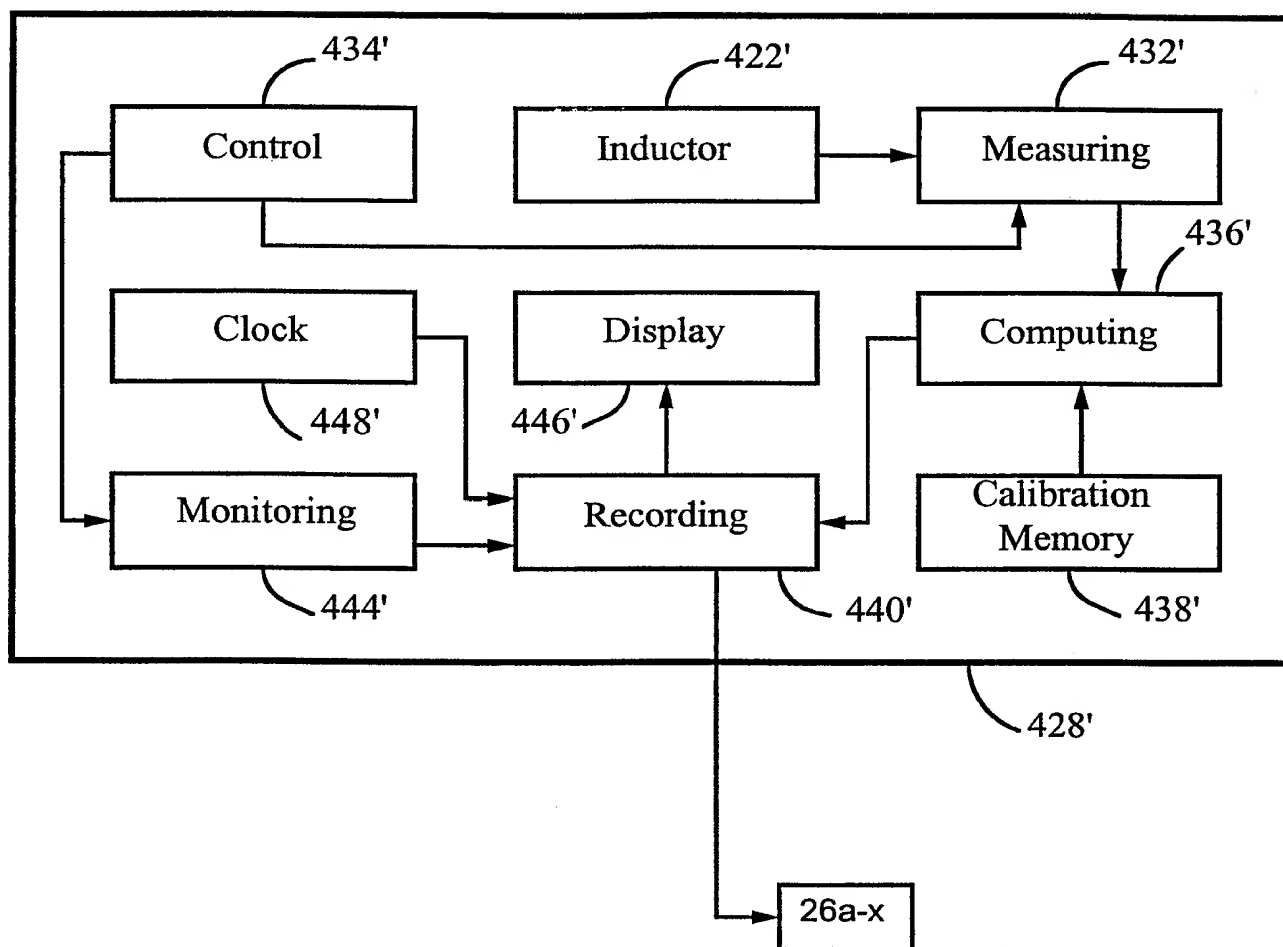 434'
422'
432'
Control
Inductor
Measuring
436'
Clock
Display
Computing
448'
446'
Monitoring
Recording
Calibration
Memory
444'
440'
438'
428'
26a-x